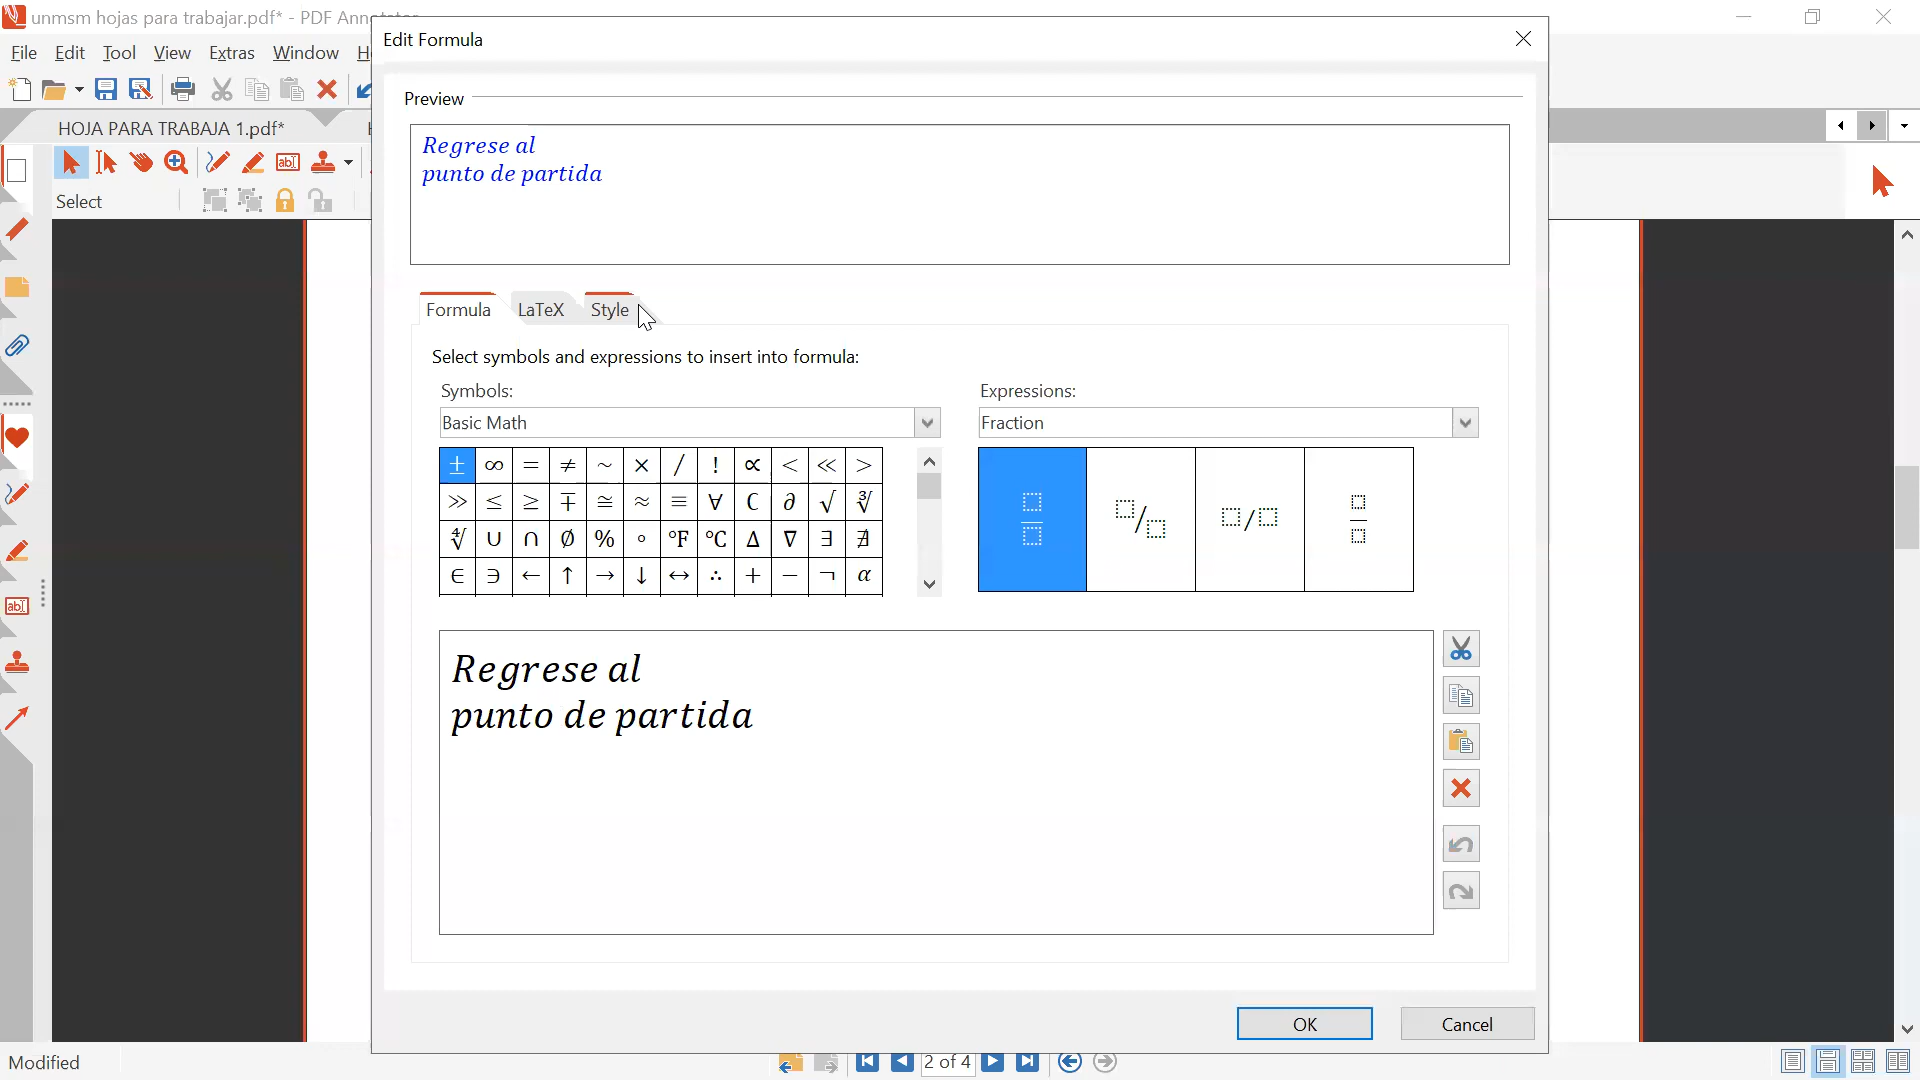 unmsm hojas para trabajar.pdf* - PDF Annotator
Edit Formula
File Edit Tool View Extras Window
Preview
HOJA PARA TRABAJA 1.pdf*
Regrese al
punto de partida
Select
Formula LaTeX Style
Select symbols and expressions to insert into formula:
Symbols: Expressions:
Basic Math Fraction
± ∞ = ≠ ~ × / ! ∝ < ≪ >
≫ ≤ ≥ ∓ ≅ ≈ ≡ ∀ C ∂ √ ∛
∜ ∪ ∩ ∅ % ° °F °C ∆ ∇ ∃ ∄
∈ ∋ ← ↑ → ↓ ↔ ∴ + − ¬ α
Regrese al
punto de partida
OK Cancel
Modified 2 of 4